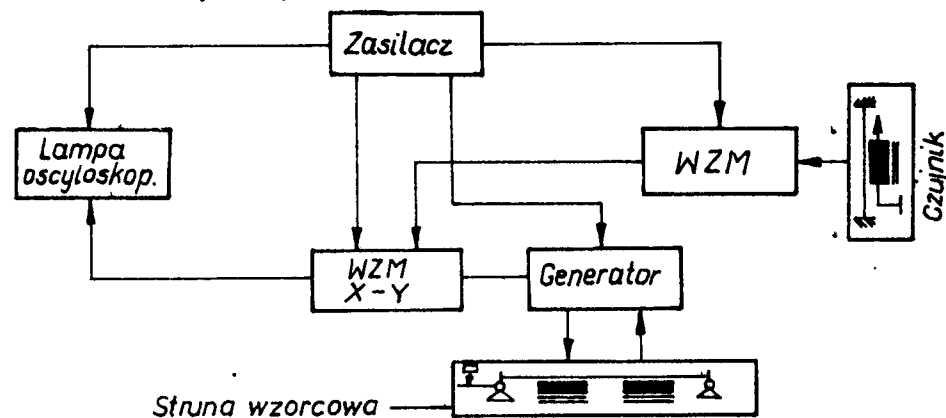 Zasilacz
Lampa
oscyloskop.
WZM
Czujnik
WZM
X-Y
Generator
Struna wzorcowa